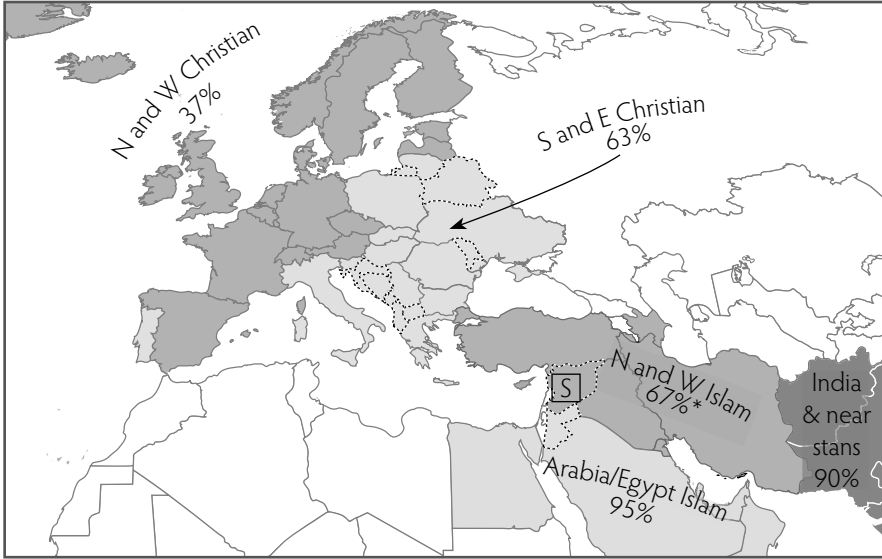 N and W Christian
37%
S and E Christian
63%
S
N and W Islam
67%*
India
& near
stans
90%
Arabia/Egypt Islam
95%